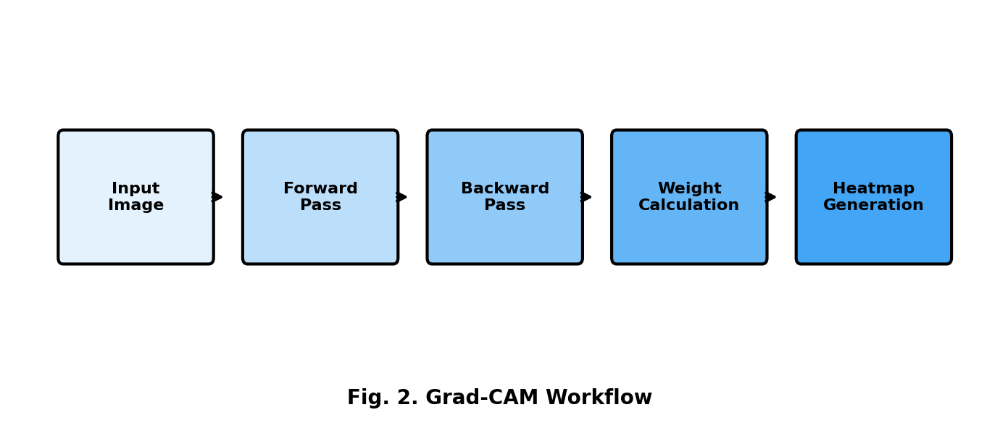 Input
Image
Forward
Pass
Backward
Pass
Weight
Calculation
Heatmap
Generation
Fig. 2. Grad-CAM Workflow